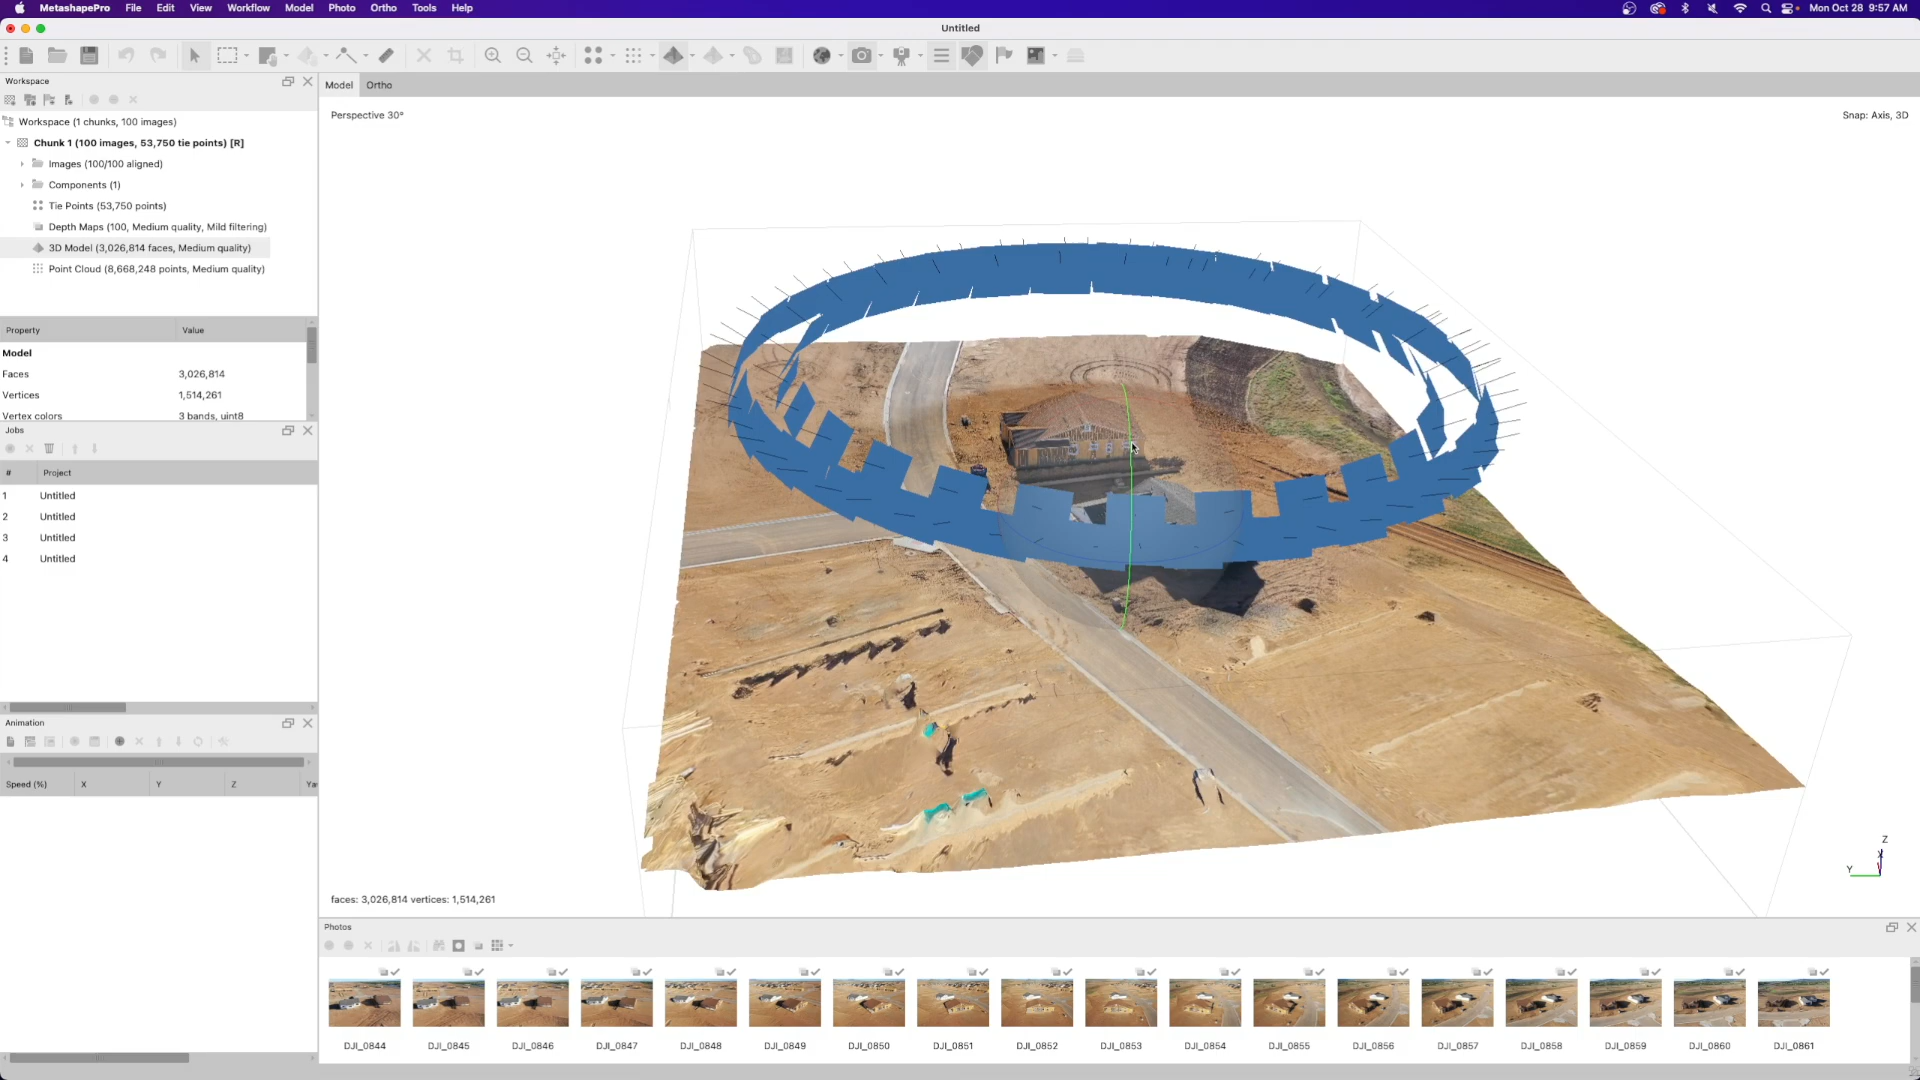 MetashapePro File Edit View Workflow Model Photo Ortho Tools Help
Mon Oct 28 9:57 AM
Untitled
Workspace
Workspace (1 chunks, 100 images)
Chunk 1 (100 images, 53,750 tie points) [R]
Images (100/100 aligned)
Components (1)
Tie Points (53,750 points)
Depth Maps (100, Medium quality, Mild filtering)
3D Model (3,026,814 faces, Medium quality)
Point Cloud (8,668,248 points, Medium quality)
Property Value
Model
Faces 3,026,814
Vertices 1,514,261
Vertex colors 3 bands, uint8
Jobs
# Project
1 Untitled
2 Untitled
3 Untitled
4 Untitled
Animation
Speed (%) X Y Z Ya
Model Ortho
Perspective 30°
Snap: Axis, 3D
Z
X
Y
faces: 3,026,814 vertices: 1,514,261
Photos
DJI_0844 DJI_0845 DJI_0846 DJI_0847 DJI_0848 DJI_0849 DJI_0850 DJI_0851 DJI_0852 DJI_0853 DJI_0854 DJI_0855 DJI_0856 DJI_0857 DJI_0858 DJI_0859 DJI_0860 DJI_0861